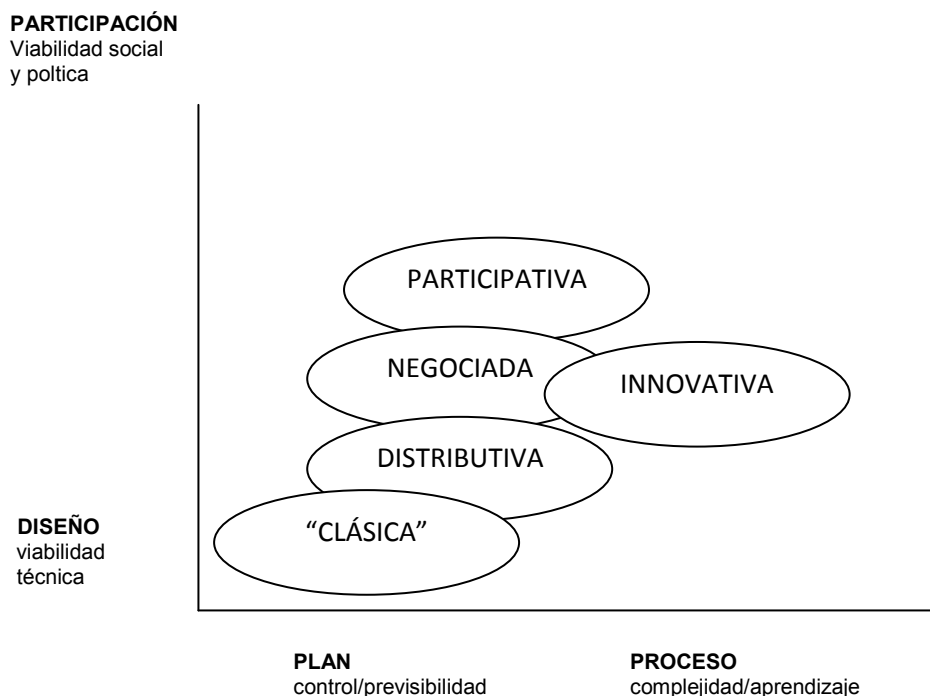 PARTICIPACIÓN
Viabilidad social
y poltica
PARTICIPATIVA
NEGOCIADA
INNOVATIVA
DISTRIBUTIVA
“CLÁSICA”
DISEÑO
viabilidad
técnica
PLAN
control/previsibilidad
PROCESO
complejidad/aprendizaje